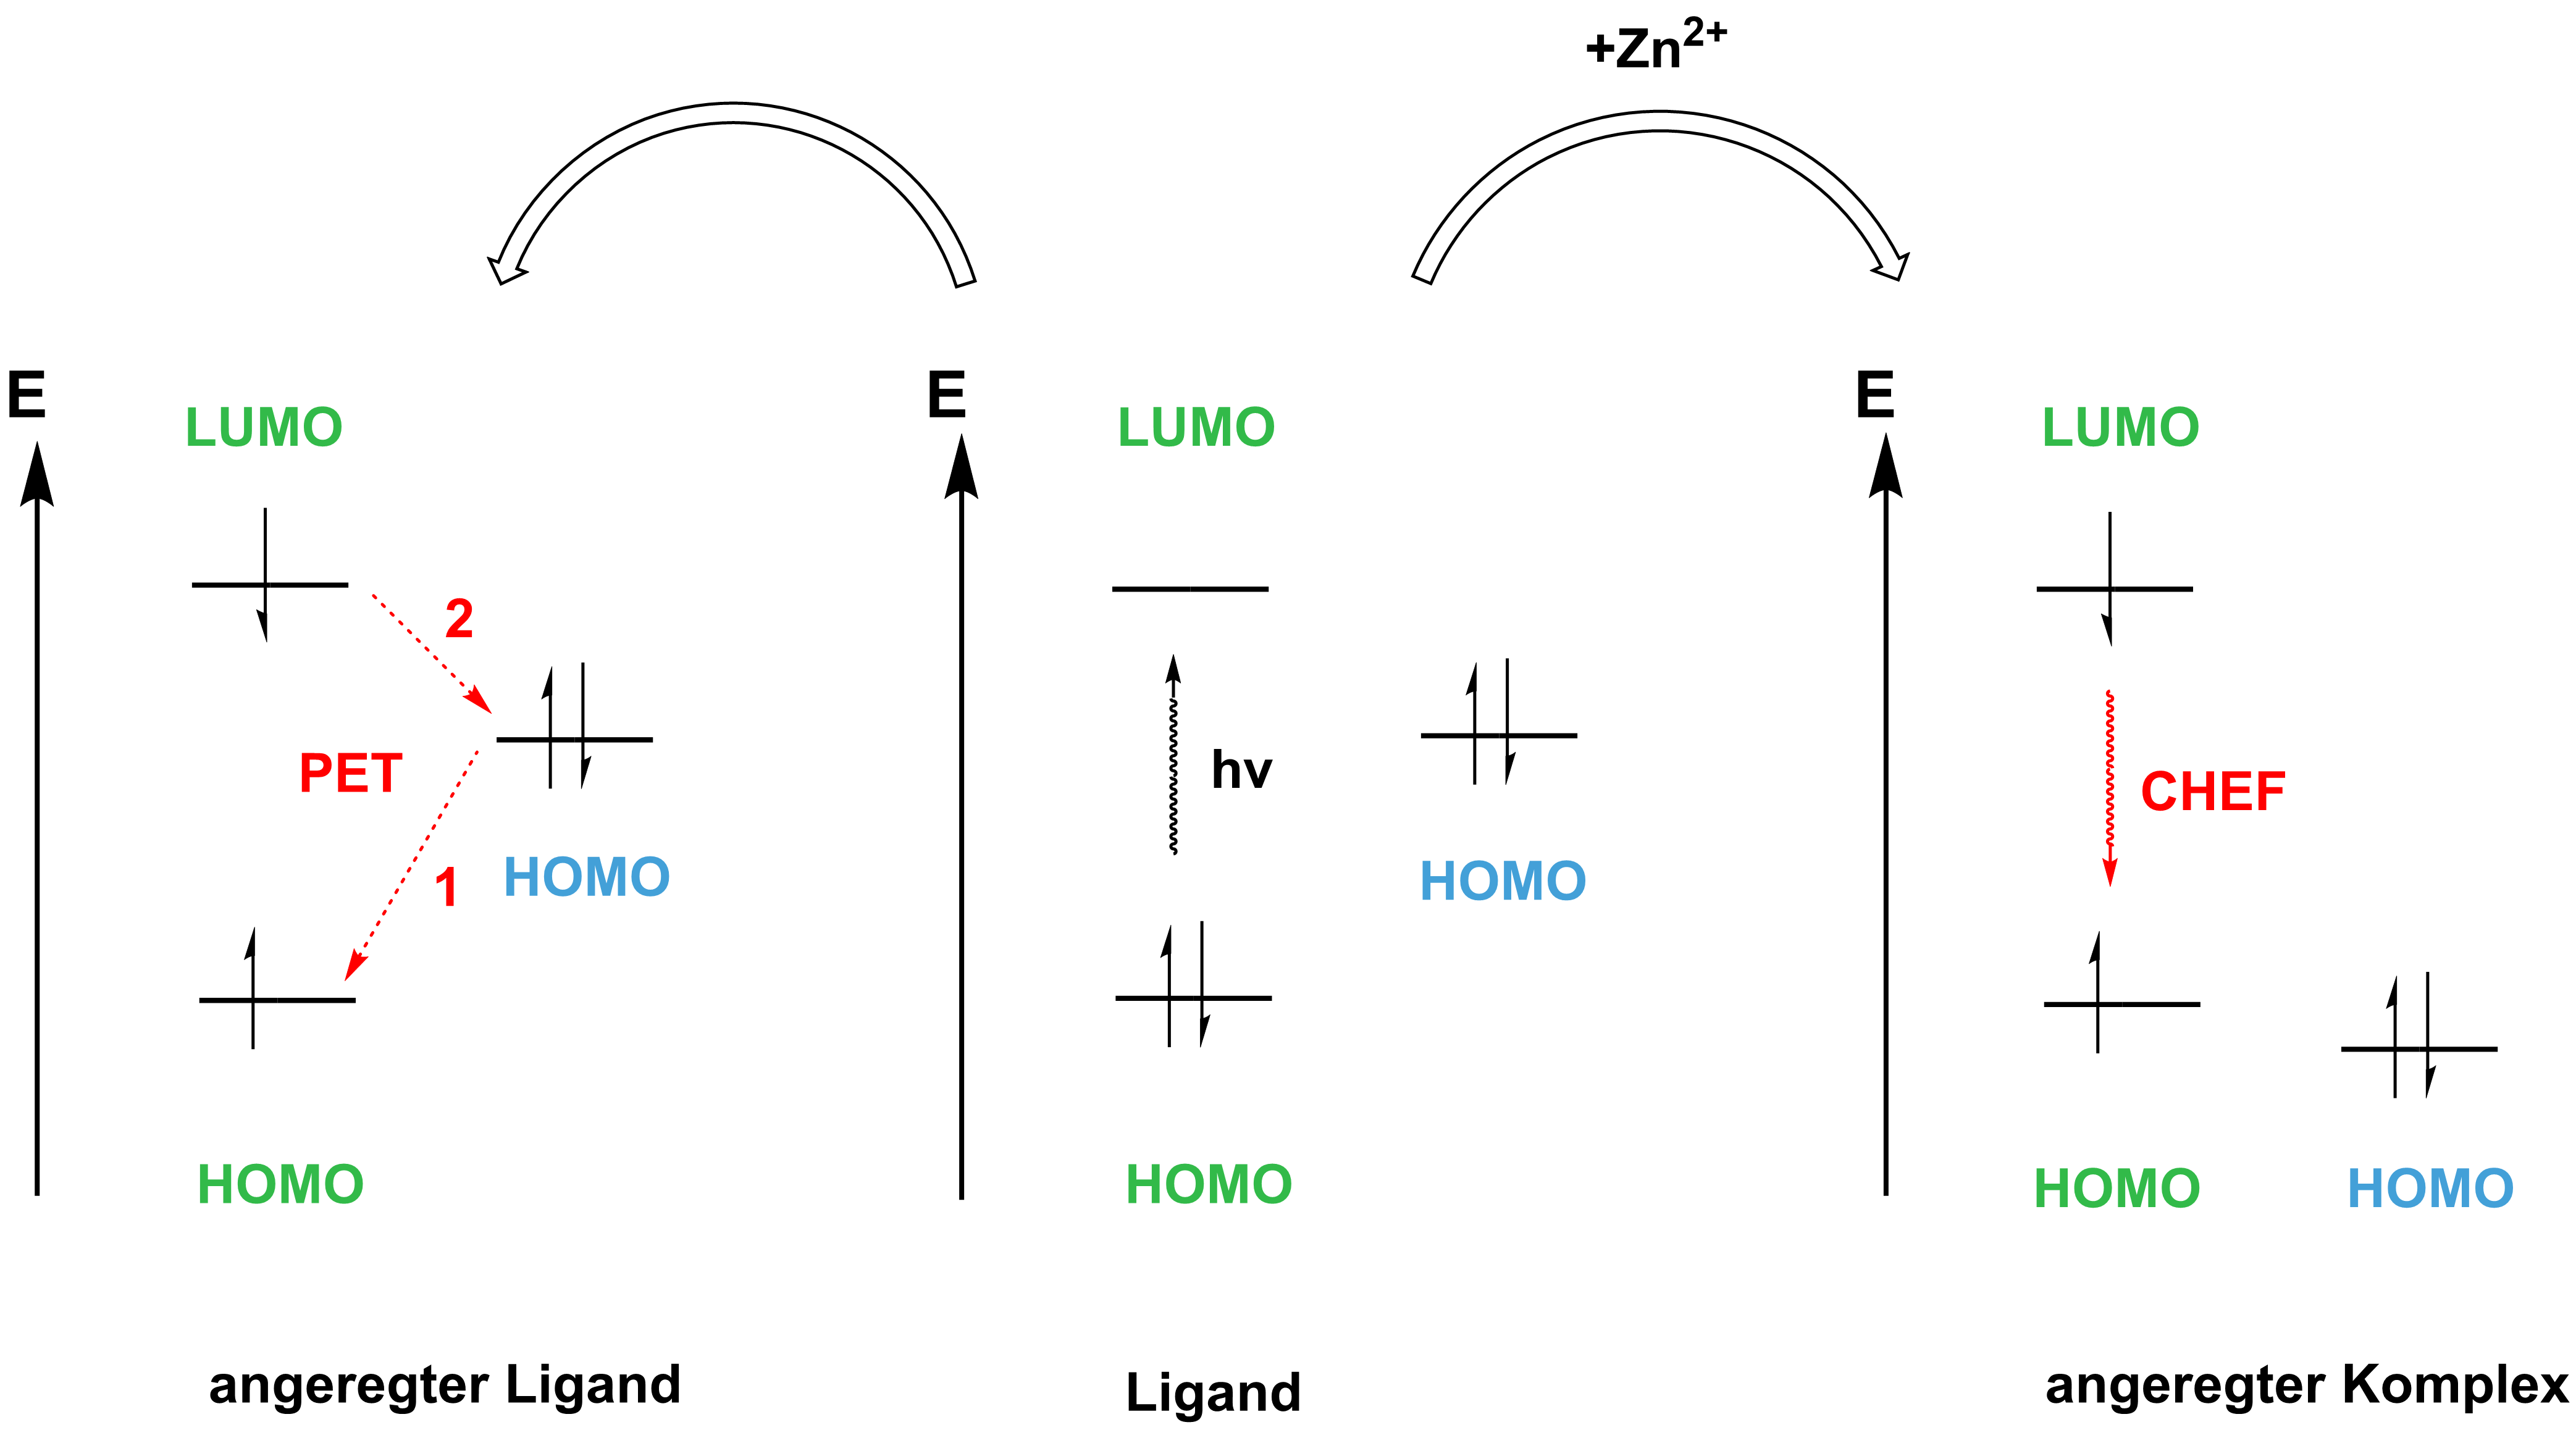 +Zn2+
E
LUMO
2
PET
1
HOMO
HOMO
angeregter Ligand
E
LUMO
hv
HOMO
HOMO
Ligand
E
LUMO
CHEF
HOMO
HOMO
angeregter Komplex